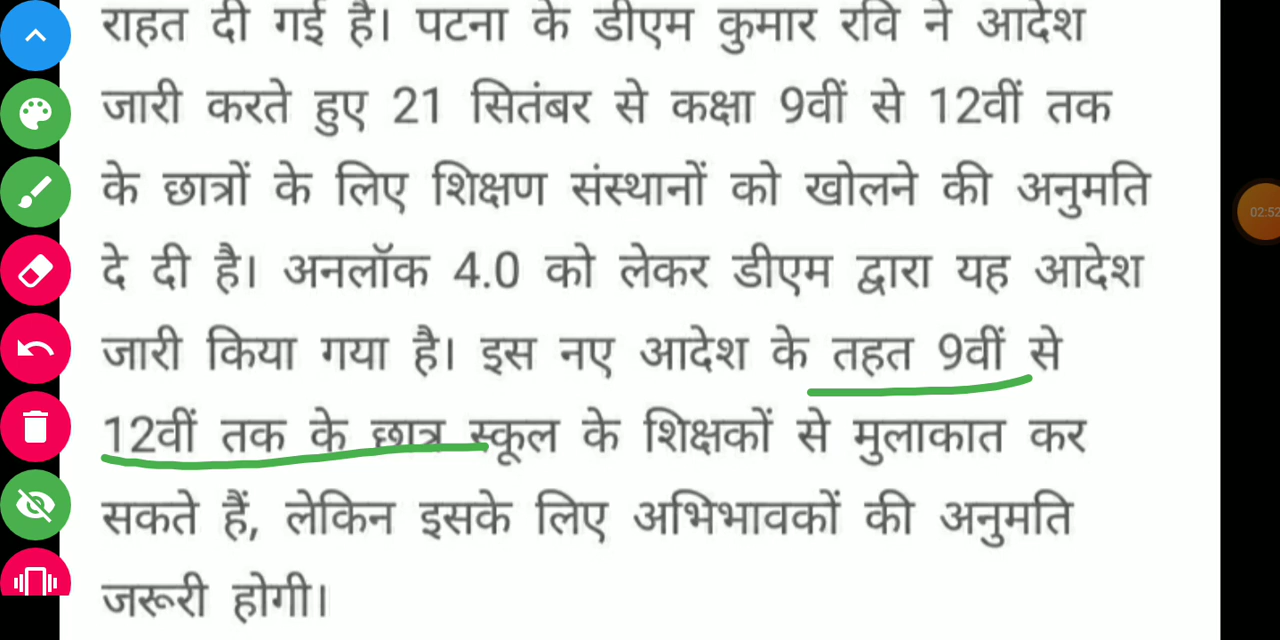 राहत दी गई है। पटना के डीएम कुमार रवि ने आदेश
जारी करते हुए 21 सितंबर से कक्षा 9वीं से 12वीं तक
के छात्रों के लिए शिक्षण संस्थानों को खोलने की अनुमति
दे दी है। अनलॉक 4.0 को लेकर डीएम द्वारा यह आदेश
जारी किया गया है। इस नए आदेश के तहत 9वीं से
12वीं तक के छात्र स्कूल के शिक्षकों से मुलाकात कर
सकते हैं, लेकिन इसके लिए अभिभावकों की अनुमति
जरूरी होगी।
02:52